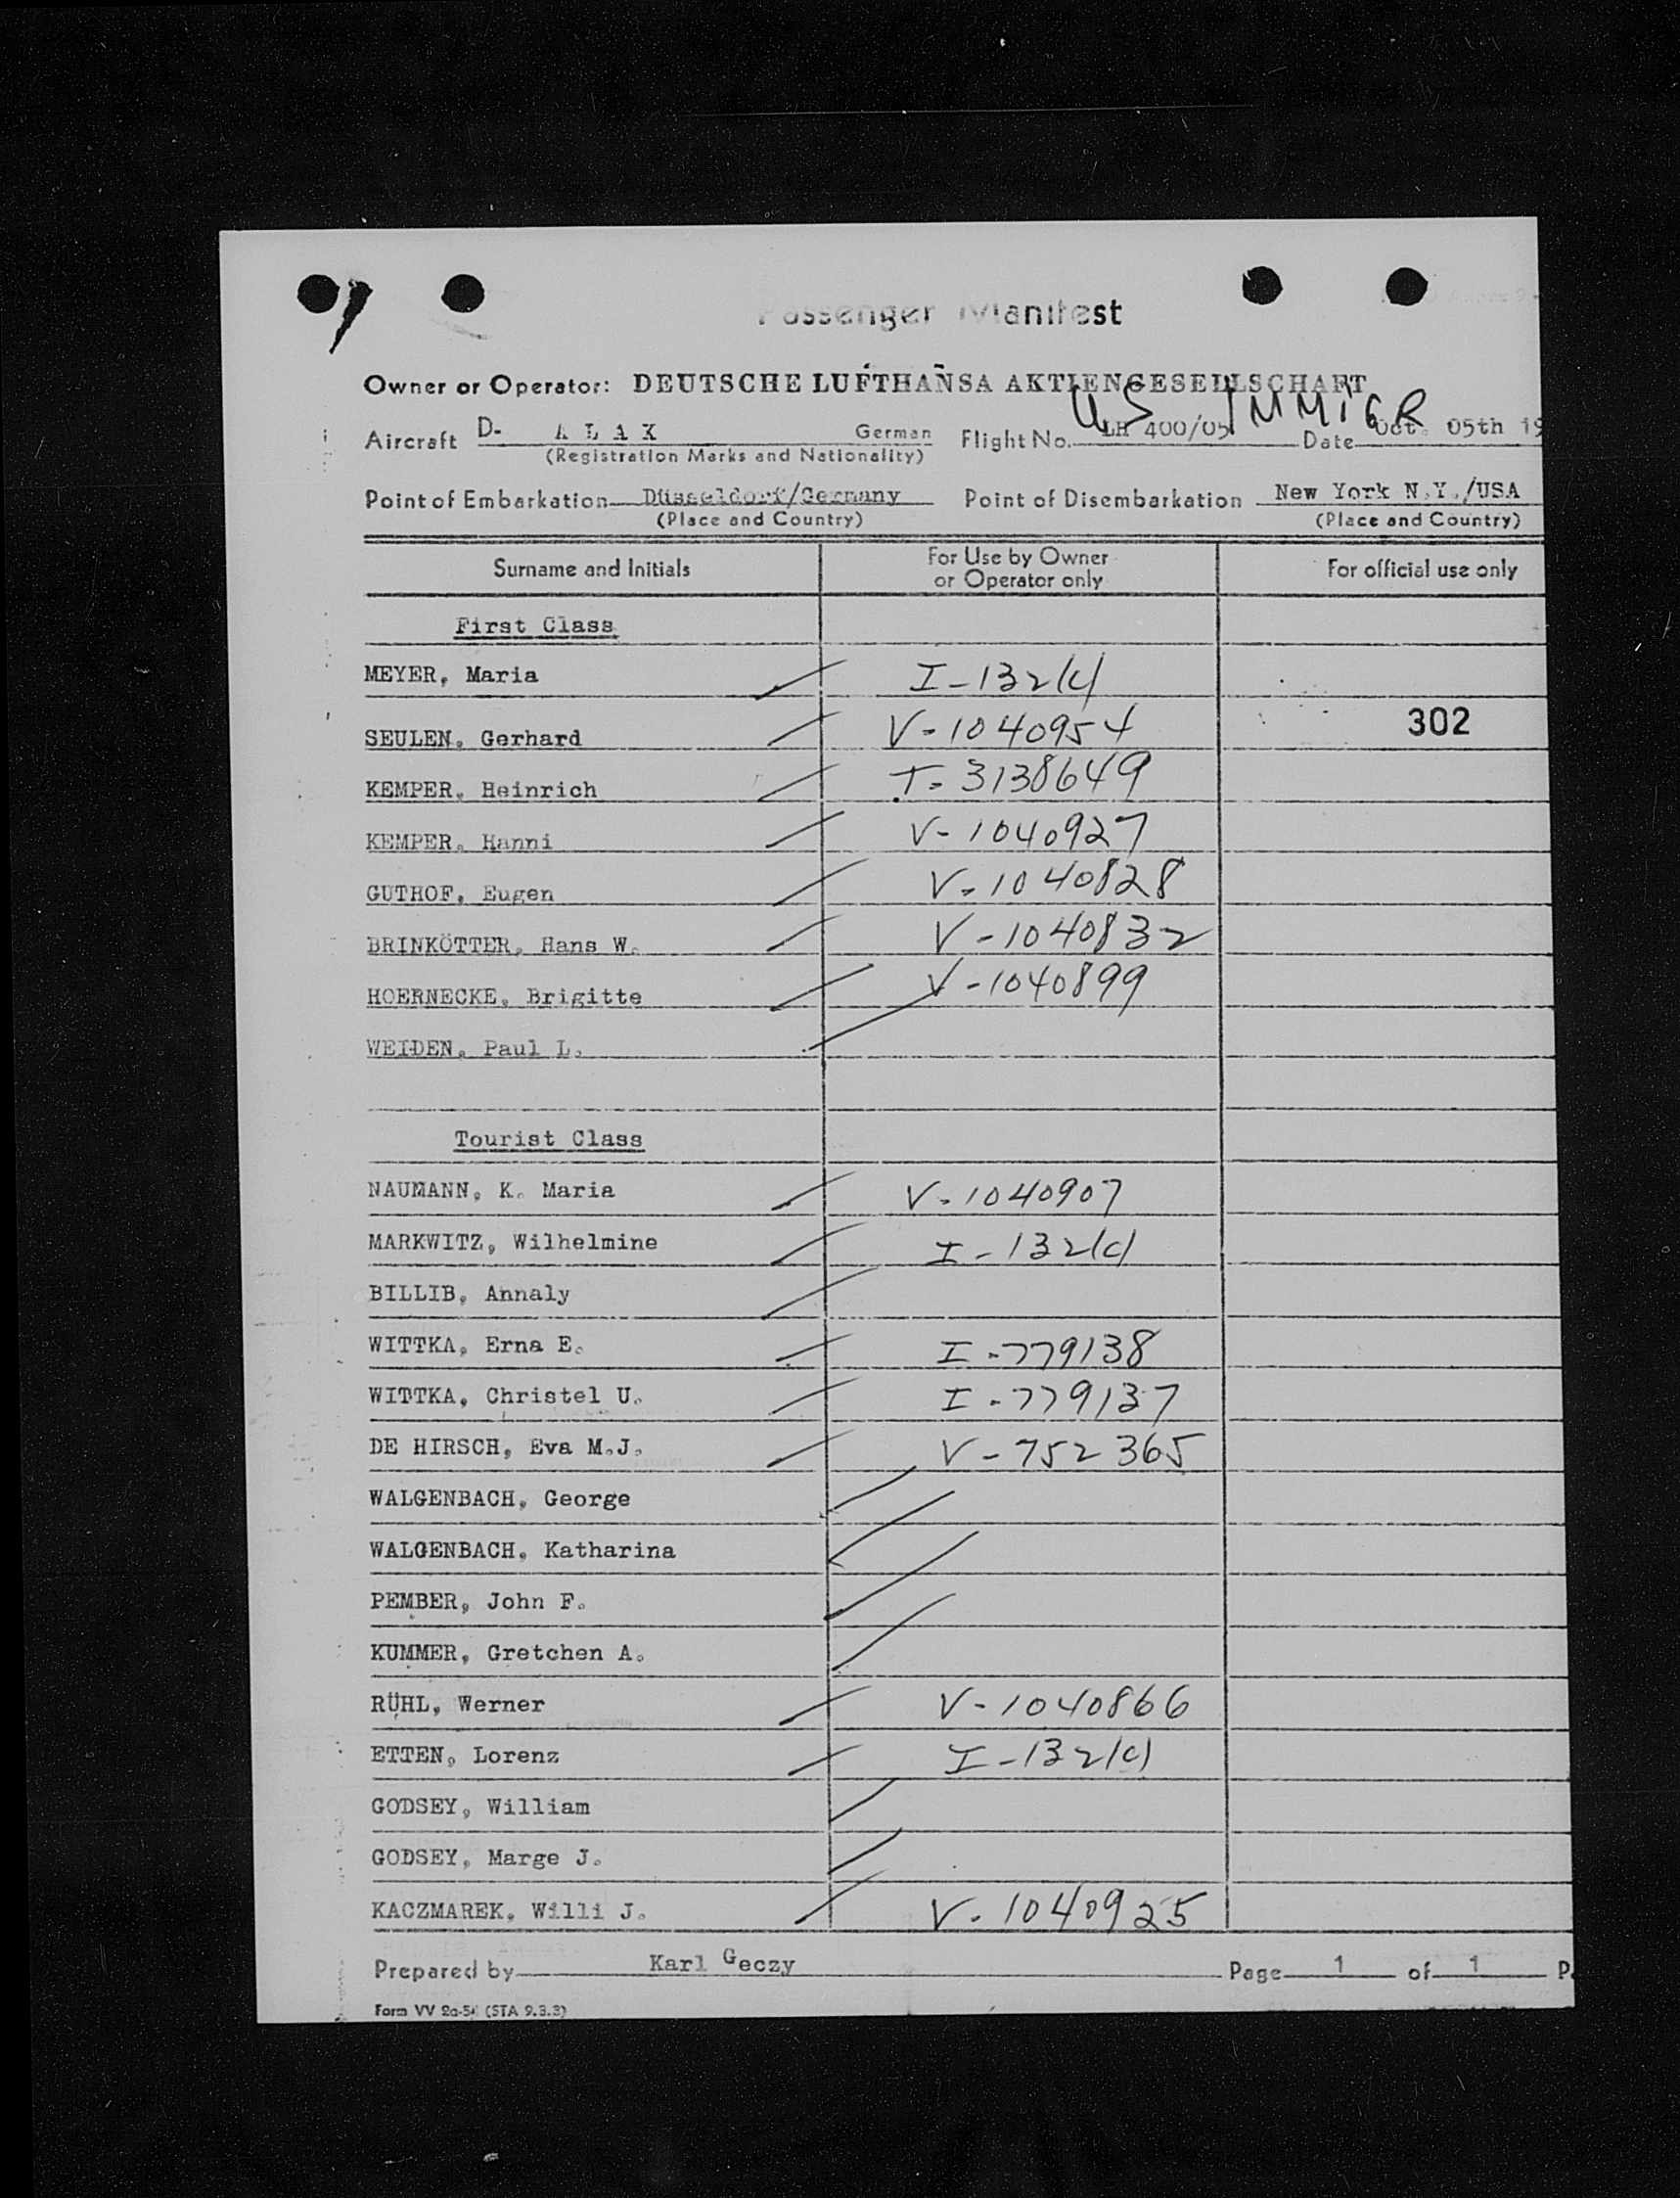 Passenger Manifest
Owner or Operator: DEUTSCHE LUFTHANSA AKTIENGESELLSCHAFT
US IMMIGR
Aircraft D- A L A K German Flight No. LH 400/05 Date Oct. 05th 19
(Registration Marks and Nationality)
Point of Embarkation Düsseldorf/Germany Point of Disembarkation New York N.Y./USA
(Place and Country) (Place and Country)
Surname and Initials For Use by Owner or Operator only For official use only
First Class
MEYER, Maria I-132(c)
SEULEN, Gerhard V-1040954 302
KEMPER, Heinrich T-3138649
KEMPER, Hanni V-1040927
GUTHOF, Eugen V-1040828
BRINKÖTTER, Hans W. V-1040832
HOERNECKE, Brigitte V-1040899
WEIDEN, Paul L.
Tourist Class
NAUMANN, K. Maria V-1040907
MARKWITZ, Wilhelmine I-132(c)
BILLIB, Annaly
WITTKA, Erna E. I-779138
WITTKA, Christel U. I-779137
DE HIRSCH, Eva M.J. V-752365
WALGENBACH, George
WALGENBACH, Katharina
PEMBER, John F.
KUMMER, Gretchen A.
RÜHL, Werner V-1040866
ETTEN, Lorenz I-132(c)
GODSEY, William
GODSEY, Marge J.
KACZMAREK, Willi J. V-1040925
Prepared by Karl Geczy Page 1 of 1 P
Form VV 2a-54 (STA 9.3.3)